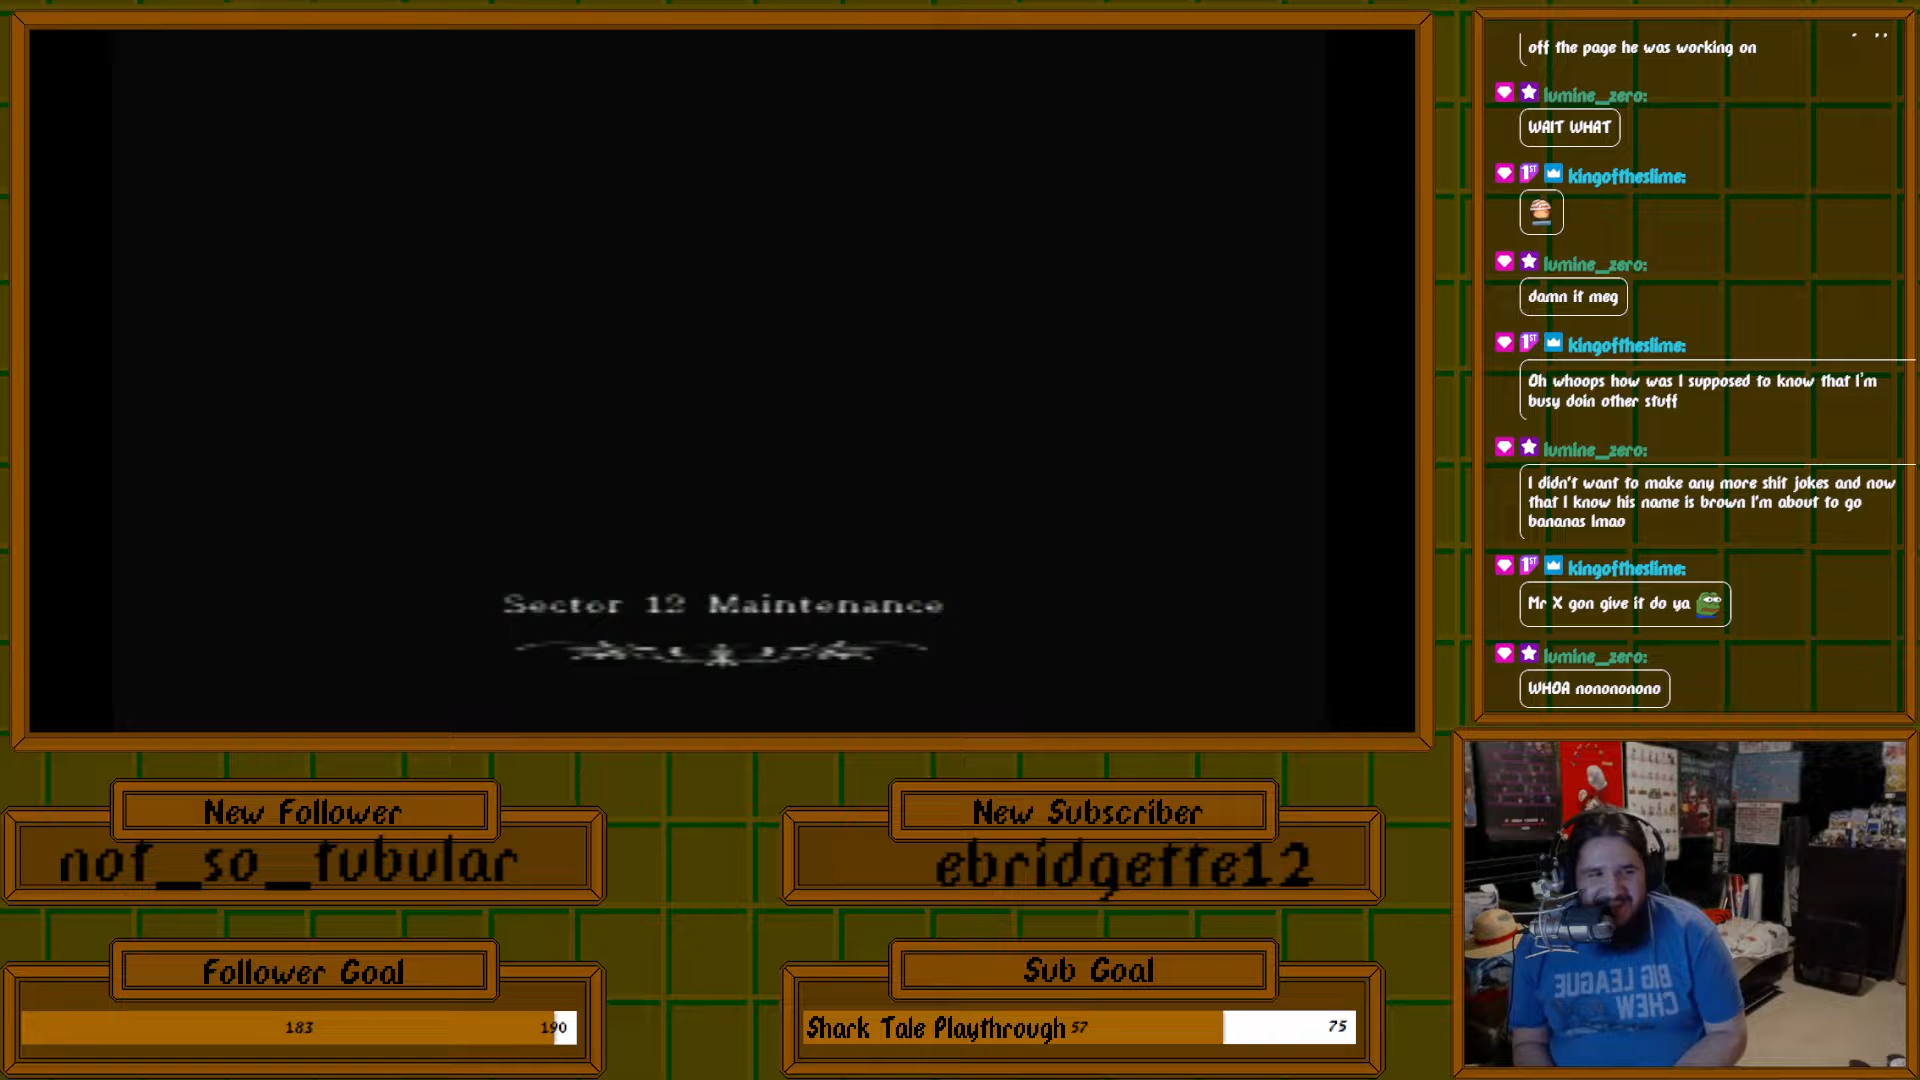 off the page he was working on
lumine_zero:
WAIT WHAT
kingoftheslime:
lumine_zero:
damn it meg
kingoftheslime:
Oh whoops how was I supposed to know that I'm
busy doin other stuff
lumine_zero:
I didn't want to make any more shit jokes and now
that I know his name is brown I'm about to go
bananas lmao
kingoftheslime:
Mr X gon give it do ya
lumine_zero:
WHOA nonononono
Sector 12 Maintenance
New Follower
not_so_tubular
New Subscriber
ebridgette12
Follower Goal
183
190
Sub Goal
Shark Tale Playthrough 57
75
BIG LEAGUE
CHEW